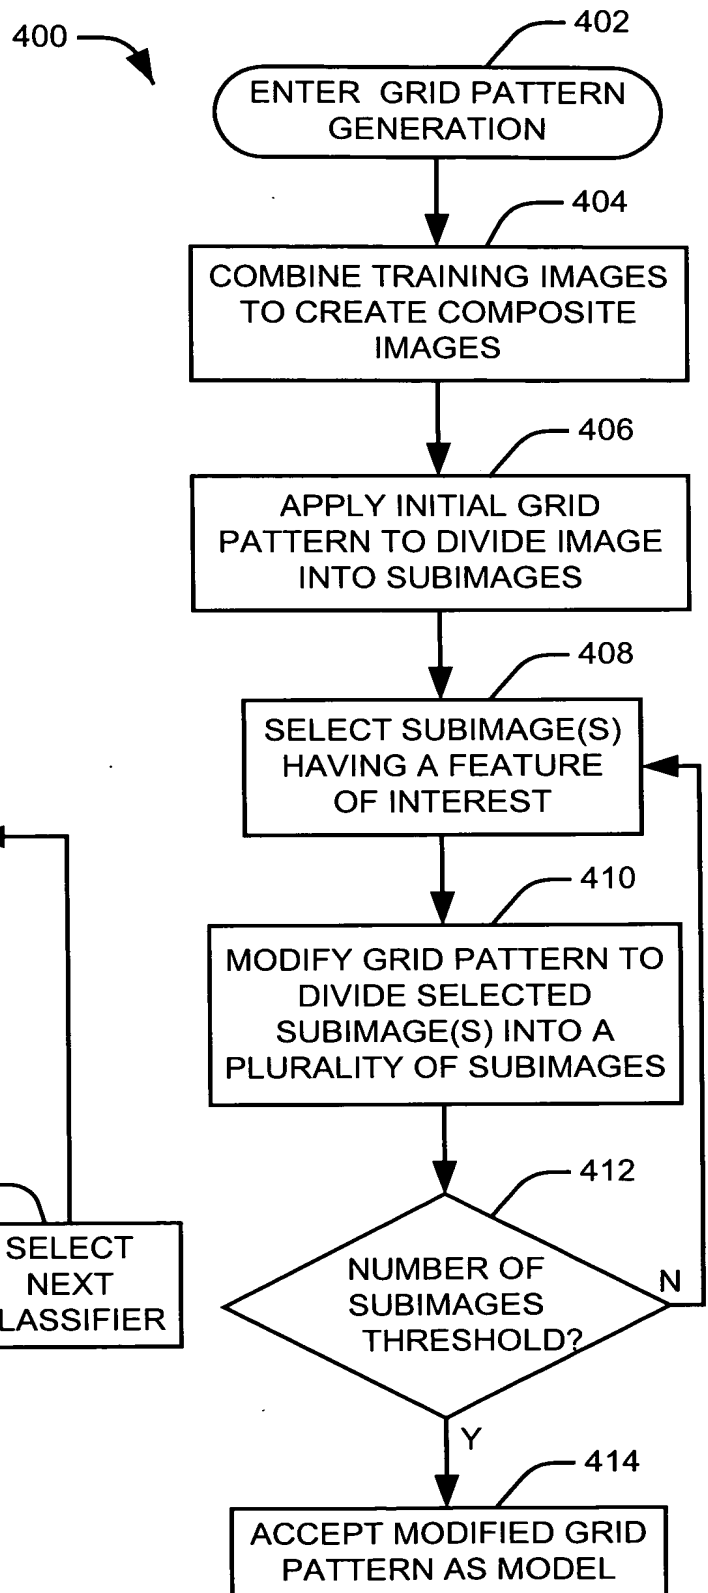 400
402
ENTER GRID PATTERN
GENERATION
404
COMBINE TRAINING IMAGES
TO CREATE COMPOSITE
IMAGES
406
APPLY INITIAL GRID
PATTERN TO DIVIDE IMAGE
INTO SUBIMAGES
408
SELECT SUBIMAGE(S)
HAVING A FEATURE
OF INTEREST
410
MODIFY GRID PATTERN TO
DIVIDE SELECTED
SUBIMAGE(S) INTO A
PLURALITY OF SUBIMAGES
412
NUMBER OF
SUBIMAGES
THRESHOLD?
N
Y
SELECT
NEXT
LASSIFIER
414
ACCEPT MODIFIED GRID
PATTERN AS MODEL